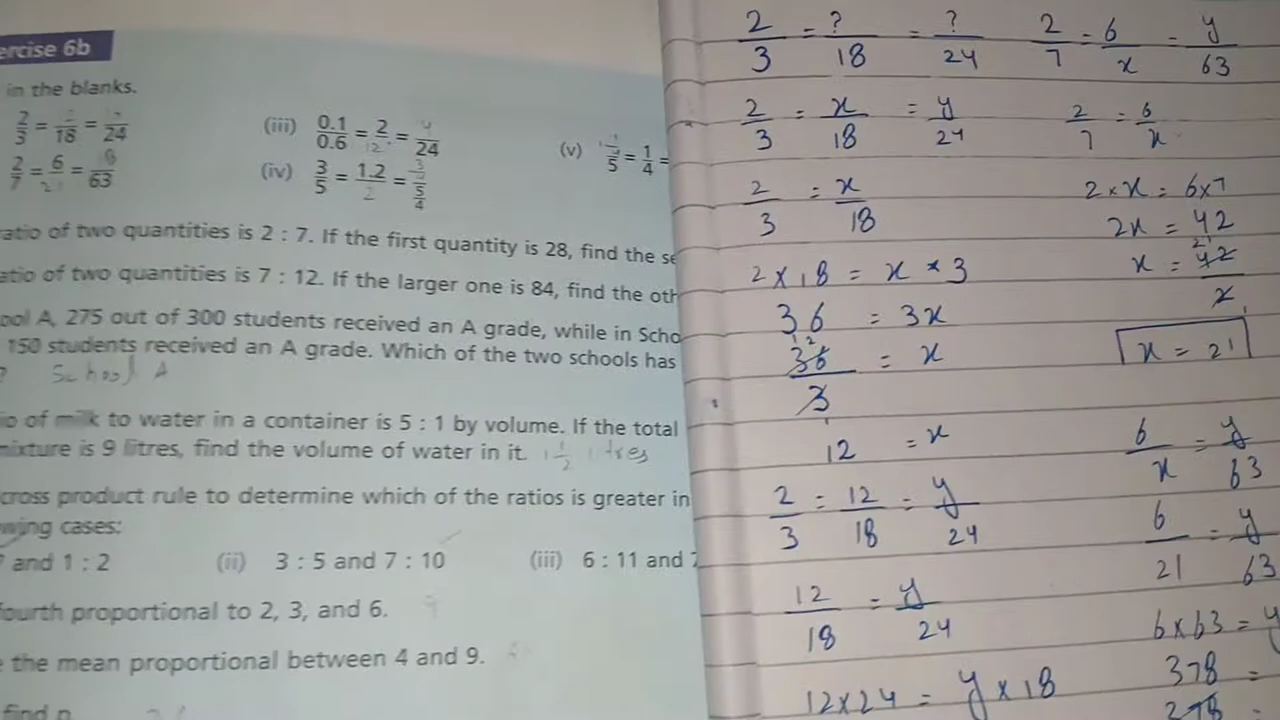 ercise 6b
in the blanks.
2/3 = /18 = /24
(iii) 0.1/0.6 = 2/12 = 4/24
(v) /5 = 1/4 =
2/7 = 6/21 = /63
(iv) 3/5 = 1.2/2 = /5/4
atio of two quantities is 2 : 7. If the first quantity is 28, find the se
atio of two quantities is 7 : 12. If the larger one is 84, find the oth
ool A, 275 out of 300 students received an A grade, while in Scho
150 students received an A grade. Which of the two schools has
? School A
io of milk to water in a container is 5 : 1 by volume. If the total
mixture is 9 litres, find the volume of water in it. 1 1/2 litres
cross product rule to determine which of the ratios is greater in
wing cases:
and 1 : 2 (ii) 3 : 5 and 7 : 10 (iii) 6 : 11 and
fourth proportional to 2, 3, and 6. 9
the mean proportional between 4 and 9.
find
2/3 = ?/18 = ?/24
2/3 = x/18 = y/24
2/3 = x/18
2 × 18 = x × 3
36 = 3x
36/3 = x
12 = x
2/3 = 12/18 = y/24
12/18 = y/24
12×24 = y × 18
2/7 = 6/x = y/63
2/7 = 6/x
2 × x = 6×7
2x = 42
x = 42/2
x = 21
6/x = y/63
6/21 = y/63
6×63 = y
378 =
378 =